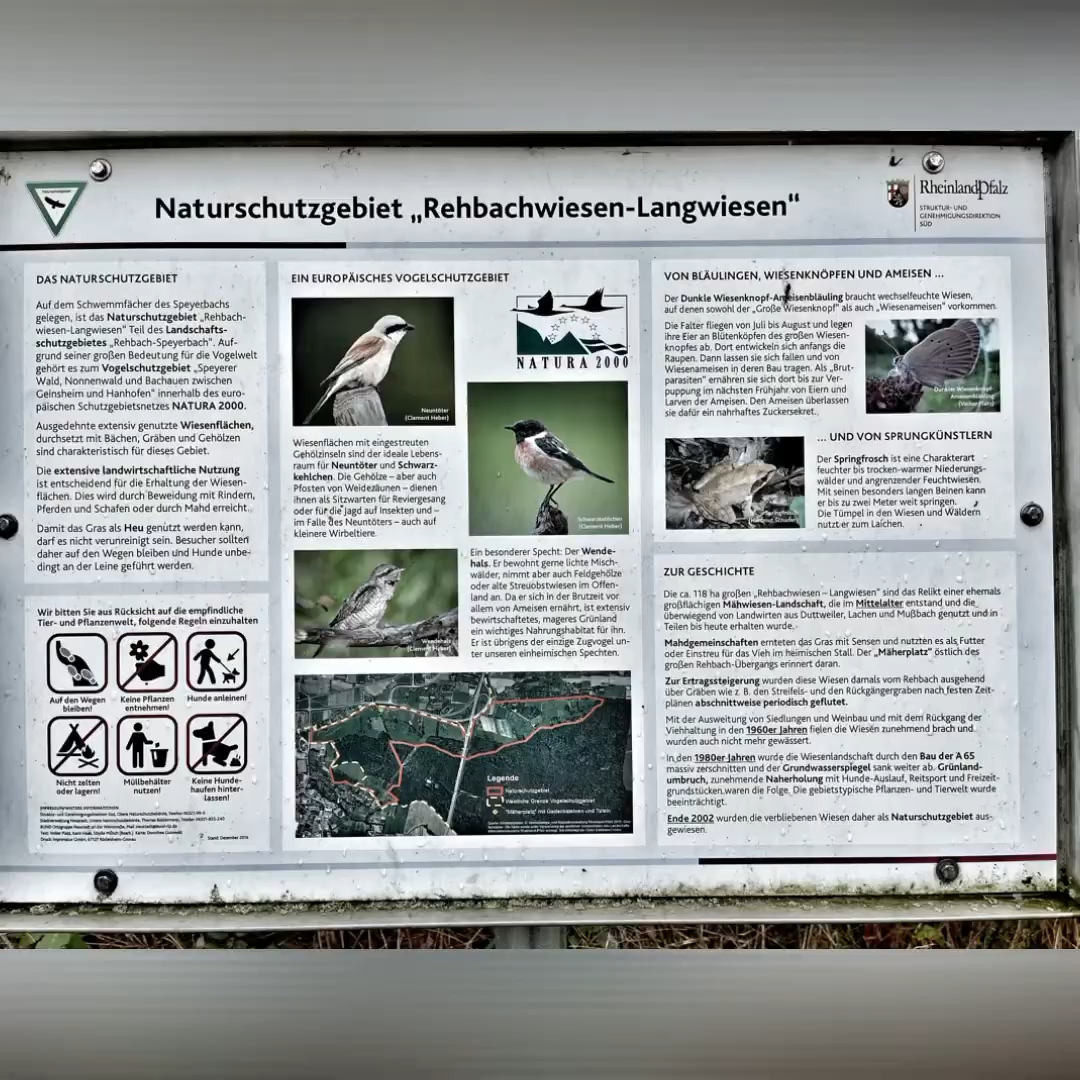 Naturschutzgebiet „Rehbachwiesen-Langwiesen“
RheinlandPfalz
STRUKTUR- UND
GENEHMIGUNGSDIREKTION
SÜD
DAS NATURSCHUTZGEBIET
Auf dem Schwemmfächer des Speyerbachs
gelegen, ist das Naturschutzgebiet „Rehbach-
wiesen-Langwiesen“ Teil des Landschafts-
schutzgebietes „Rehbach-Speyerbach“. Auf-
grund seiner großen Bedeutung für die Vogelwelt
gehört es zum Vogelschutzgebiet „Speyerer
Wald, Nonnenwald und Bachauen zwischen
Geinsheim und Hanhofen“ innerhalb des euro-
päischen Schutzgebietsnetzes NATURA 2000.
Ausgedehnte extensiv genutzte Wiesenflächen,
durchsetzt mit Bächen, Gräben und Gehölzen
sind charakteristisch für dieses Gebiet.
Die extensive landwirtschaftliche Nutzung
ist entscheidend für die Erhaltung der Wiesen-
flächen. Dies wird durch Beweidung mit Rindern,
Pferden und Schafen oder durch Mahd erreicht.
Damit das Gras als Heu genutzt werden kann,
darf es nicht verunreinigt sein. Besucher sollten
daher auf den Wegen bleiben und Hunde unbe-
dingt an der Leine geführt werden.
Wir bitten Sie aus Rücksicht auf die empfindliche
Tier- und Pflanzenwelt, folgende Regeln einzuhalten
Auf den Wegen
bleiben!
Keine Pflanzen
entnehmen!
Hunde anleinen!
Nicht zelten
oder lagern!
Müllbehälter
nutzen!
Keine Hunde-
haufen hinter-
lassen!
Stand: Dezember 2016
EIN EUROPÄISCHES VOGELSCHUTZGEBIET
Neuntöter
(Clement Heber)
NATURA 2000
Wiesenflächen mit eingestreuten
Gehölzinseln sind der ideale Lebens-
raum für Neuntöter und Schwarz-
kehlchen. Die Gehölze – aber auch
Pfosten von Weidezäunen – dienen
ihnen als Sitzwarten für Reviergesang
oder für die Jagd auf Insekten und –
im Falle des Neuntöters – auch auf
kleinere Wirbeltiere.
Schwarzkehlchen
(Clement Heber)
Wendehals
(Clement Heber)
Ein besonderer Specht: Der Wende-
hals. Er bewohnt gerne lichte Misch-
wälder, nimmt aber auch Feldgehölze
oder alte Streuobstwiesen im Offen-
land an. Da er sich in der Brutzeit vor
allem von Ameisen ernährt, ist extensiv
bewirtschaftetes, mageres Grünland
ein wichtiges Nahrungshabitat für ihn.
Er ist übrigens der einzige Zugvogel un-
ter unseren einheimischen Spechten.
Legende
Naturschutzgebiet
Westliche Grenze Vogelschutzgebiet
"Mäherplatz" mit Gedenksteinen und Tafeln
VON BLÄULINGEN, WIESENKNÖPFEN UND AMEISEN ...
Der Dunkle Wiesenknopf-Ameisenbläuling braucht wechselfeuchte Wiesen,
auf denen sowohl der „Große Wiesenknopf“ als auch „Wiesenameisen“ vorkommen.
Die Falter fliegen von Juli bis August und legen
ihre Eier an Blütenköpfen des großen Wiesen-
knopfes ab. Dort entwickeln sich anfangs die
Raupen. Dann lassen sie sich fallen und von
Wiesenameisen in deren Bau tragen. Als „Brut-
parasiten“ ernähren sie sich dort bis zur Ver-
puppung im nächsten Frühjahr von Eiern und
Larven der Ameisen. Den Ameisen überlassen
sie dafür ein nahrhaftes Zuckersekret.
Dunkler Wiesenknopf-
Ameisenbläuling
(Volker Platz)
... UND VON SPRUNGKÜNSTLERN
Der Springfrosch ist eine Charakterart
feuchter bis trocken-warmer Niederungs-
wälder und angrenzender Feuchtwiesen.
Mit seinen besonders langen Beinen kann
er bis zu zwei Meter weit springen.
Die Tümpel in den Wiesen und Wäldern
nutzt er zum Laichen.
Springfrosch
ZUR GESCHICHTE
Die ca. 118 ha großen „Rehbachwiesen – Langwiesen“ sind das Relikt einer ehemals
großflächigen Mähwiesen-Landschaft, die im Mittelalter entstand und die
überwiegend von Landwirten aus Duttweiler, Lachen und Mußbach genutzt und in
Teilen bis heute erhalten wurde.
Mahdgemeinschaften ernteten das Gras mit Sensen und nutzten es als Futter
oder Einstreu für das Vieh im heimischen Stall. Der „Mäherplatz“ östlich des
großen Rehbach-Übergangs erinnert daran.
Zur Ertragssteigerung wurden diese Wiesen damals vom Rehbach ausgehend
über Gräben wie z. B. den Streifels- und den Rückgängergraben nach festen Zeit-
plänen abschnittweise periodisch geflutet.
Mit der Ausweitung von Siedlungen und Weinbau und mit dem Rückgang der
Viehhaltung in den 1960er Jahren fielen die Wiesen zunehmend brach und
wurden auch nicht mehr gewässert.
In den 1980er Jahren wurde die Wiesenlandschaft durch den Bau der A 65
massiv zerschnitten und der Grundwasserspiegel sank weiter ab. Grünland-
umbruch, zunehmende Naherholung mit Hunde-Auslauf, Reitsport und Freizeit-
grundstücken waren die Folge. Die gebietstypische Pflanzen- und Tierwelt wurde
beeinträchtigt.
Ende 2002 wurden die verbliebenen Wiesen daher als Naturschutzgebiet aus-
gewiesen.